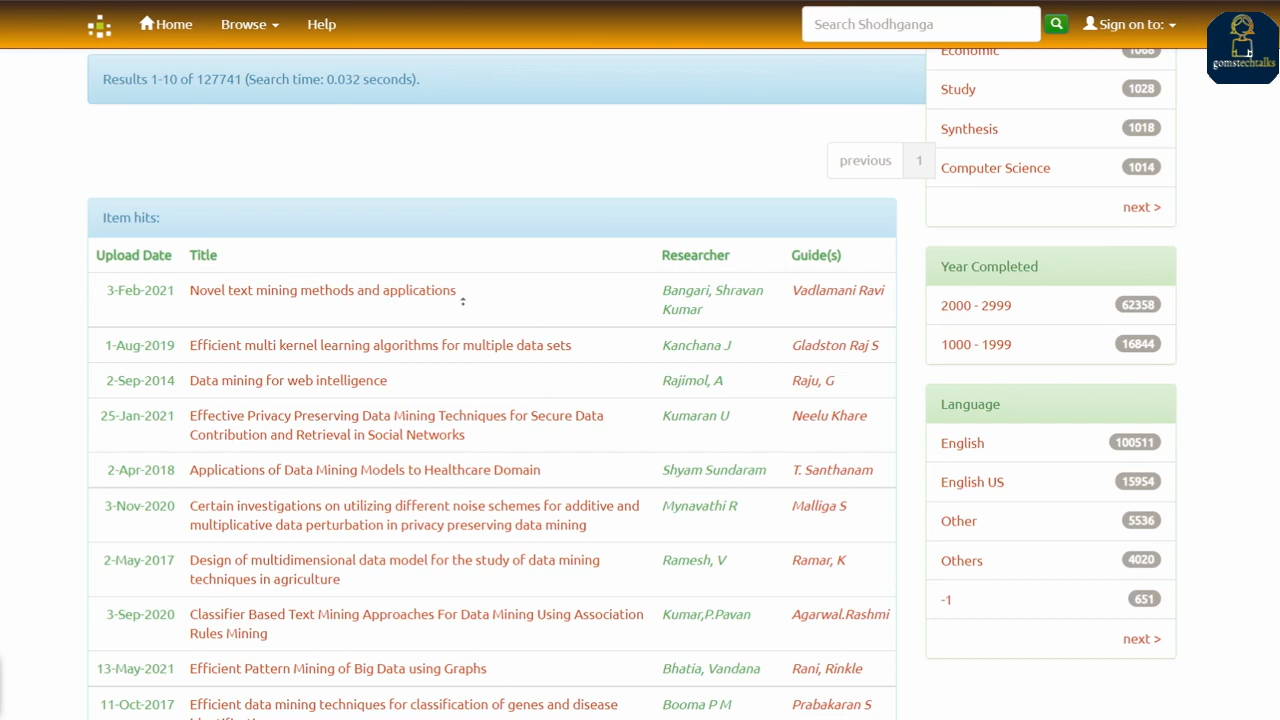 Home Browse Help Search Shodhganga Sign on to:
gomstechtalks
Results 1-10 of 127741 (Search time: 0.032 seconds).
previous 1
Item hits:
Upload Date Title Researcher Guide(s)
3-Feb-2021 Novel text mining methods and applications Bangari, Shravan Vadlamani Ravi
Kumar
1-Aug-2019 Efficient multi kernel learning algorithms for multiple data sets Kanchana J Gladston Raj S
2-Sep-2014 Data mining for web intelligence Rajimol, A Raju, G
25-Jan-2021 Effective Privacy Preserving Data Mining Techniques for Secure Data Kumaran U Neelu Khare
Contribution and Retrieval in Social Networks
2-Apr-2018 Applications of Data Mining Models to Healthcare Domain Shyam Sundaram T. Santhanam
3-Nov-2020 Certain investigations on utilizing different noise schemes for additive and Mynavathi R Malliga S
multiplicative data perturbation in privacy preserving data mining
2-May-2017 Design of multidimensional data model for the study of data mining Ramesh, V Ramar, K
techniques in agriculture
3-Sep-2020 Classifier Based Text Mining Approaches For Data Mining Using Association Kumar,P.Pavan Agarwal.Rashmi
Rules Mining
13-May-2021 Efficient Pattern Mining of Big Data using Graphs Bhatia, Vandana Rani, Rinkle
11-Oct-2017 Efficient data mining techniques for classification of genes and disease Booma P M Prabakaran S
Economic
Study 1028
Synthesis 1018
Computer Science 1014
next >
Year Completed
2000 - 2999 62358
1000 - 1999 16844
Language
English 100511
English US 15954
Other 5536
Others 4020
-1 651
next >